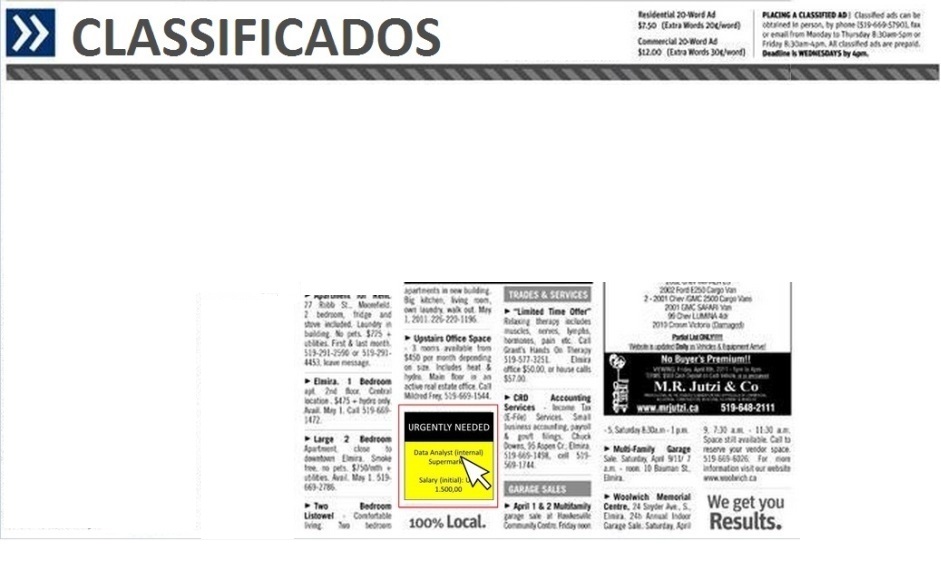 CLASSIFICADOS
Residential 20-Word Ad
$7.50 (Extra Words 20¢/word)
Commercial 20-Word Ad
$12.00 (Extra Words 30¢/word)
PLACING A CLASSIFIED AD | Classified ads can be
obtained in person, by phone (519-669-5790), fax
or email from Monday to Thursday 8:30am-5pm or
Friday 8:30am-4pm. All classified ads are prepaid.
Deadline is WEDNESDAYS by 4pm.
Apartment for Rent,
77 Robb St., Moorefield.
2 bedroom, fridge and
stove included. Laundry in
building. No pets. $725 +
utilities. First & last month.
519-291-2590 or 519-291-
4453, leave message.
Elmira. 1 Bedroom
apt. 2nd floor. Central
location. $475 + hydro only.
Avail. May 1. Call 519-669-
1472.
Large 2 Bedroom
Apartment, close to
downtown Elmira. Smoke
free, no pets. $750/mth +
utilities. Avail. May 1. 519-
669-2786.
Two Bedroom
Listowel - Comfortable
living. Two bedroom
apartments in new building.
Big kitchen, living room,
own laundry, walk out. May
1, 2011. 226-220-1196.
Upstairs Office Space
- 3 rooms available from
$450 per month depending
on size. Includes heat &
hydro. Main floor in an
active real estate office. Call
Mildred Frey, 519-669-1544.
URGENTLY NEEDED
Data Analyst (internal)
Salary (initial):
1.500,00
100% Local.
TRADES & SERVICES
"Limited Time Offer"
Relaxing therapy includes
muscles, nerves, lymphs,
hormones, pain etc. Call
Grant's Hands On Therapy
519-577-3251. Elmira
office $50.00, or house calls
$57.00.
CRD Accounting
Services - Income Tax
(E-File) Services. Small
business accounting, payroll
& govt filings. Chuck
Dowes, 95 Aspen Cr., Elmira.
519-669-1498, cell 519-
569-1744.
GARAGE SALES
April 1 & 2 Multifamily
garage sale at Hawkesville
Community Centre. Friday noon
2002 Ford E250 Cargo Van
2 - 2001 Chev /GMC 2500 Cargo Vans
2001 GMC SAFARI Van
96 Chev LUMINA 4dr
2010 Crown Victoria (Damaged)
Partial List ONLY!!!!!
Website is updated Daily as Vehicles & Equipment Arrive!
No Buyer's Premium!!
M.R. Jutzi & Co
www.mrjutzi.ca 519-648-2111
- 5, Saturday 8:30a.m - 1 p.m.
Multi-Family Garage
Sale. Saturday, April 9/11/ 7
a.m. - noon. 10 Bauman St.,
Elmira.
Woolwich Memorial
Centre, 24 Snyder Ave., S.,
Elmira. 24h Annual Indoor
Garage Sale. Saturday, April
9, 7:30 a.m. - 11:30 a.m.
Space still available. Call to
reserve your vendor space.
519-669-6026. For more
information visit our website
www.woolwich.ca
We get you
Results.